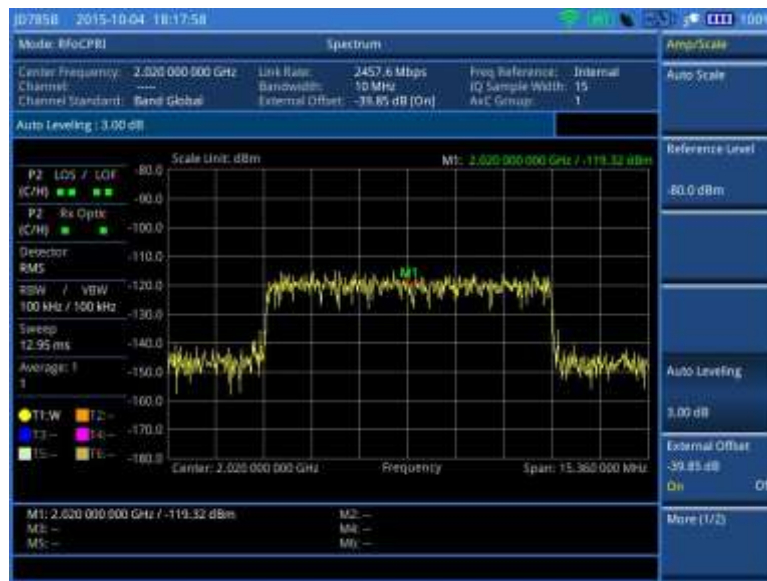 JD785B 2015-10-04 18:17:58 100%
Mode: RFoCPRI Spectrum
Center Frequency: 2.020 000 000 GHz Link Rate: 2457.6 Mbps Freq Reference: Internal
Channel: ---- Bandwidth: 10 MHz IQ Sample Width: 15
Channel Standard: Band Global External Offset: -39.85 dB [On] AxC Group: 1
Auto Leveling : 3.00 dB
Scale Unit: dBm M1: 2.020 000 000 GHz / -119.32 dBm
P2 LOS / LOF
(C/H)
P2 Rx Optic
(C/H)
Detector
RMS
RBW / VBW
100 kHz / 100 kHz
Sweep
12.95 ms
Average: 1
1
T1:W T2:--
T3:-- T4:--
T5:-- T6:--
-80.0
-90.0
-100.0
-110.0
-120.0
-130.0
-140.0
-150.0
-160.0
-170.0
-180.0
M1
Center: 2.020 000 000 GHz Frequency Span: 15.360 000 MHz
M1: 2.020 000 000 GHz / -119.32 dBm M2: --
M3: -- M4: --
M5: -- M6: --
Amp/Scale
Auto Scale
Reference Level
-80.0 dBm
Auto Leveling
3.00 dB
External Offset
-39.85 dB
On Of
More (1/2)